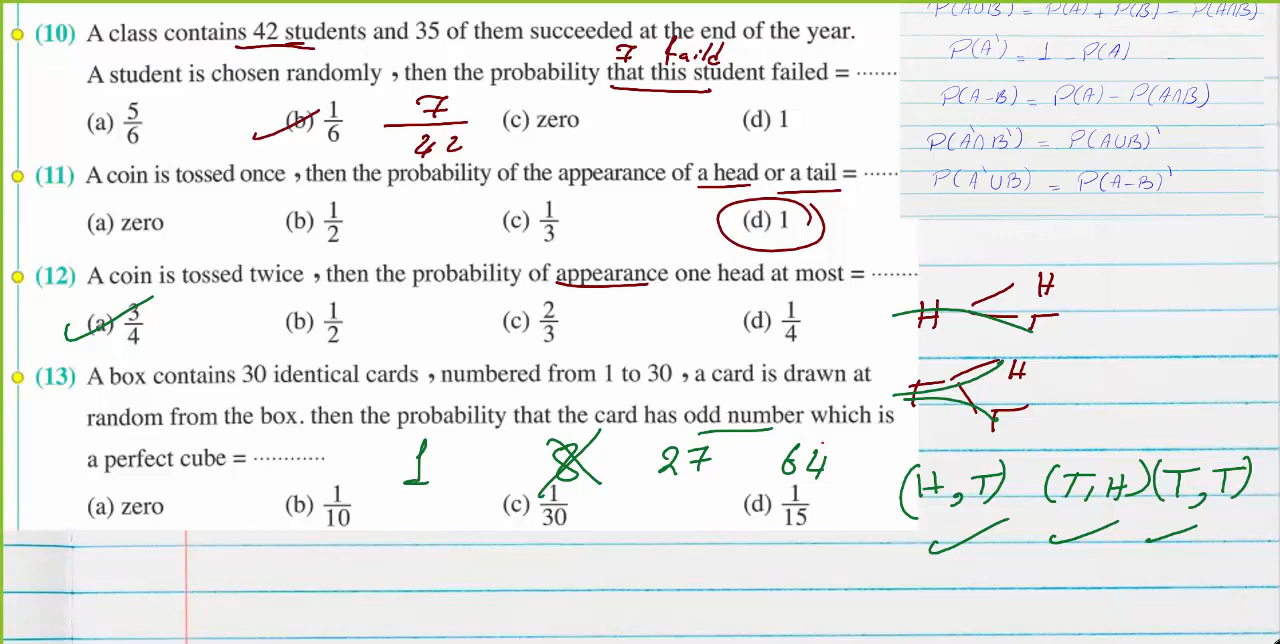 (10) A class contains 42 students and 35 of them succeeded at the end of the year.
7 faild
A student is chosen randomly , then the probability that this student failed = ·······
(a) 5/6 (b) 1/6 7/42 (c) zero (d) 1
(11) A coin is tossed once , then the probability of the appearance of a head or a tail = ······
(a) zero (b) 1/2 (c) 1/3 (d) 1
(12) A coin is tossed twice , then the probability of appearance one head at most = ········
(a) 3/4 (b) 1/2 (c) 2/3 (d) 1/4
(13) A box contains 30 identical cards , numbered from 1 to 30 , a card is drawn at
random from the box. then the probability that the card has odd number which is
a perfect cube = ············
1 8 27 64
(a) zero (b) 1/10 (c) 1/30 (d) 1/15
P(A∪B) = P(A) + P(B) - P(A∩B)
P(A') = 1 - P(A)
P(A-B) = P(A) - P(A∩B)
P(A'∩B') = P(A∪B)'
P(A'∪B) = P(A-B)'
H H
T
T H
T
(H,T) (T,H) (T,T)